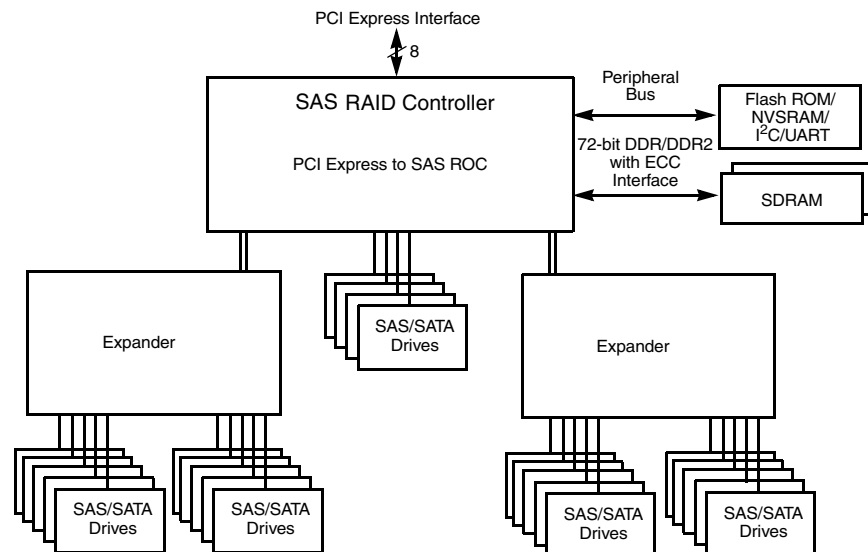 PCI Express Interface
8
SAS RAID Controller
PCI Express to SAS ROC
Peripheral
Bus
Flash ROM/
NVSRAM/
I²C/UART
72-bit DDR/DDR2
with ECC
Interface
SDRAM
Expander
SAS/SATA
Drives
Expander
SAS/SATA
Drives
SAS/SATA
Drives
SAS/SATA
Drives
SAS/SATA
Drives